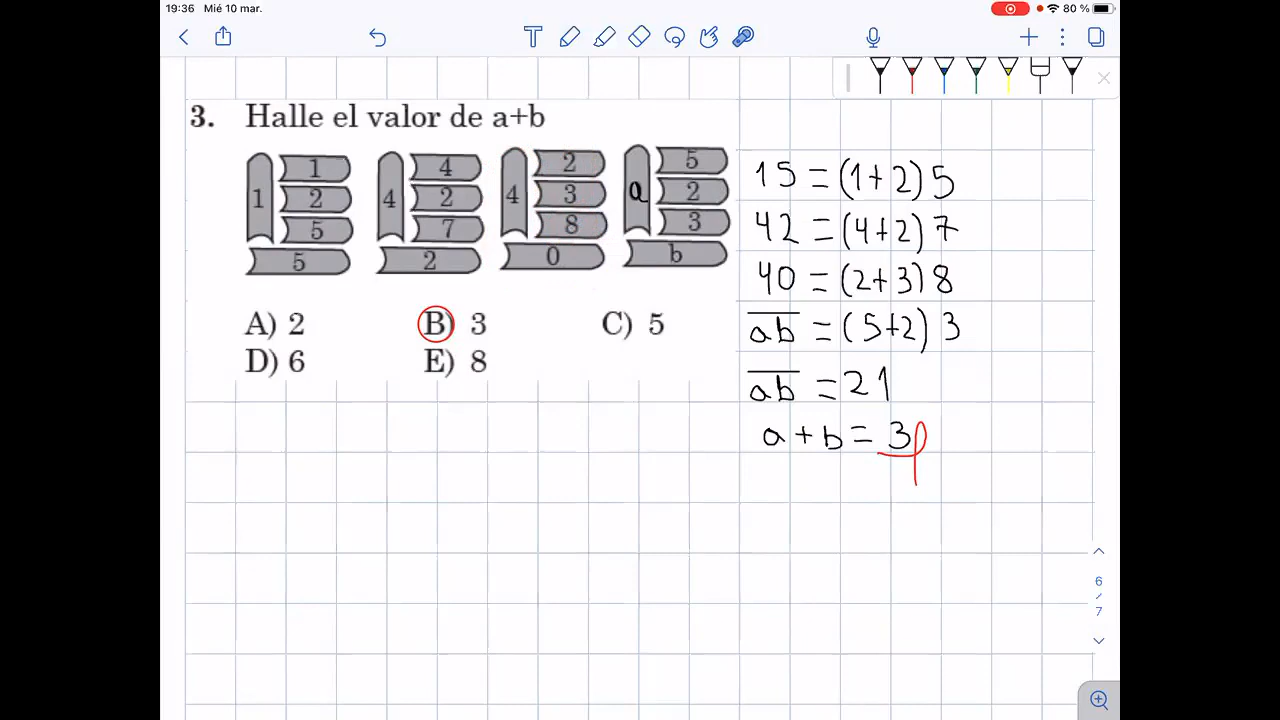 19:36 Mié 10 mar. 80 %
T
3. Halle el valor de a+b
1 1 4 4 4 2 a 5
2 2 3 2
5 7 8 3
5 2 0 b
A) 2 B) 3 C) 5
D) 6 E) 8
15 = (1+2) 5
42 = (4+2) 7
40 = (2+3) 8
ab = (5+2) 3
ab = 21
a + b = 3
6
7